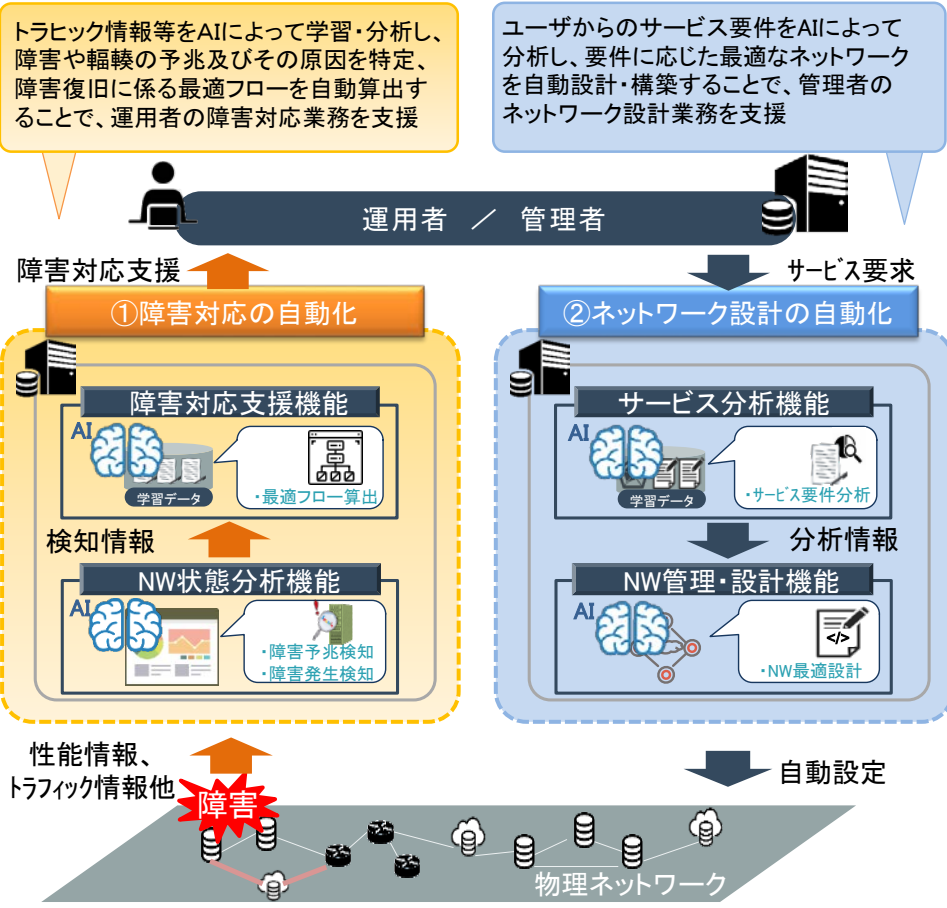 トラヒック情報等をAIによって学習・分析し、
障害や輻輳の予兆及びその原因を特定、
障害復旧に係る最適フローを自動算出す
ることで、運用者の障害対応業務を支援
ユーザからのサービス要件をAIによって
分析し、要件に応じた最適なネットワーク
を自動設計・構築することで、管理者の
ネットワーク設計業務を支援
運用者 ／ 管理者
障害対応支援
サービス要求
①障害対応の自動化
②ネットワーク設計の自動化
障害対応支援機能
AI
学習データ
・最適フロー算出
検知情報
NW状態分析機能
AI
・障害予兆検知
・障害発生検知
サービス分析機能
AI
学習データ
・サービス要件分析
分析情報
NW管理・設計機能
AI
</>
・NW最適設計
性能情報、
トラフィック情報他
自動設定
障害
物理ネットワーク